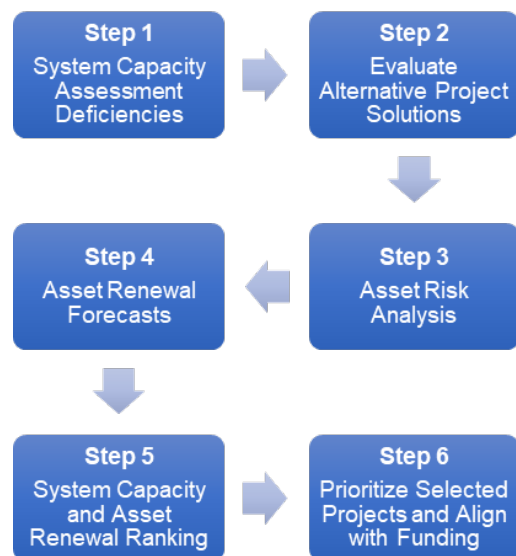 Step 1
System Capacity
Assessment
Deficiencies
Step 2
Evaluate
Alternative Project
Solutions
Step 3
Asset Risk
Analysis
Step 4
Asset Renewal
Forecasts
Step 5
System Capacity
and Asset
Renewal Ranking
Step 6
Prioritize Selected
Projects and Align
with Funding